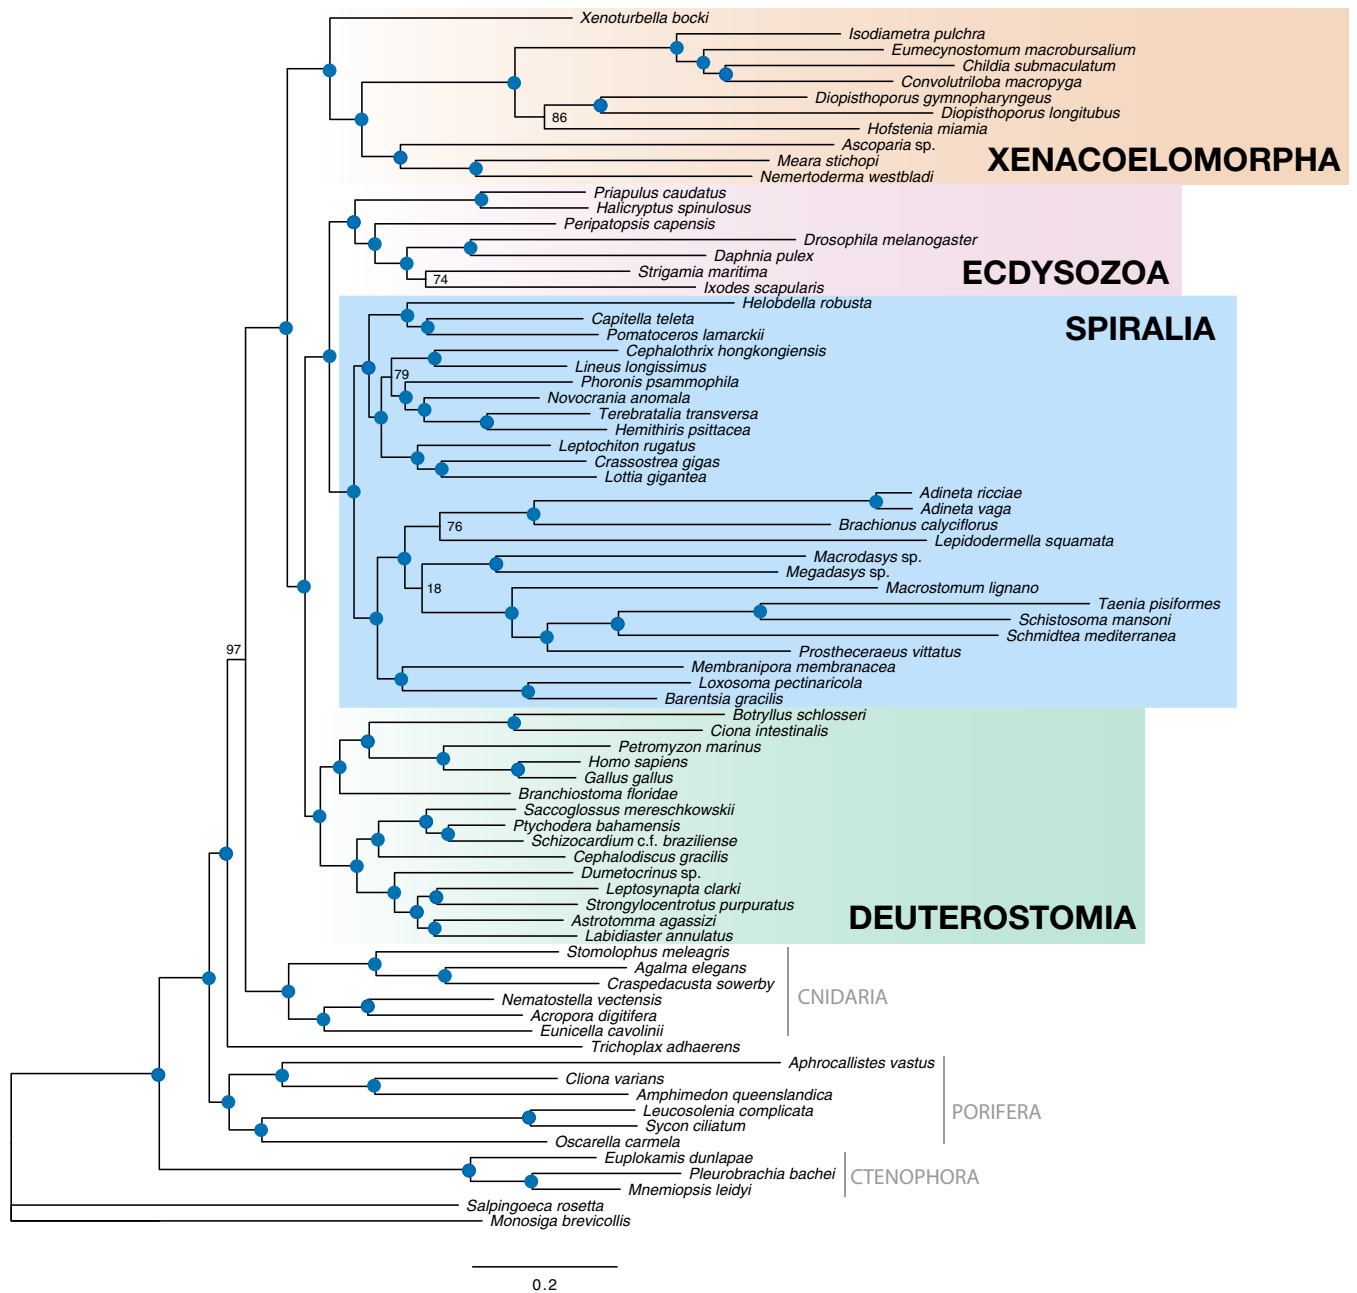 Xenoturbella bocki
Isodiametra pulchra
Eumecynostomum macrobursalium
Childia submaculatum
Convolutriloba macropyga
Diopisthoporus gymnopharyngeus
Diopisthoporus longitubus
86
Hofstenia miamia
Ascoparia sp.
XENACOELOMORPHA
Meara stichopi
Nemertoderma westbladi
Priapulus caudatus
Halicryptus spinulosus
Peripatopsis capensis
Drosophila melanogaster
Daphnia pulex
Strigamia maritima
ECDYSOZOA
74
Ixodes scapularis
Helobdella robusta
Capitella teleta
SPIRALIA
Pomatoceros lamarckii
Cephalothrix hongkongiensis
Lineus longissimus
79
Phoronis psammophila
Novocrania anomala
Terebratalia transversa
Hemithiris psittacea
Leptochiton rugatus
Crassostrea gigas
Lottia gigantea
Adineta ricciae
Adineta vaga
76
Brachionus calyciflorus
Lepidodermella squamata
Macrodasys sp.
Megadasys sp.
18
Macrostomum lignano
Taenia pisiformes
Schistosoma mansoni
Schmidtea mediterranea
97
Prostheceraeus vittatus
Membranipora membranacea
Loxosoma pectinaricola
Barentsia gracilis
Botryllus schlosseri
Ciona intestinalis
Petromyzon marinus
Homo sapiens
Gallus gallus
Branchiostoma floridae
Saccoglossus mereschkowskii
Ptychodera bahamensis
Schizocardium c.f. braziliense
Cephalodiscus gracilis
Dumetocrinus sp.
Leptosynapta clarki
Strongylocentrotus purpuratus
DEUTEROSTOMIA
Astrotomma agassizi
Labidiaster annulatus
Stomolophus meleagris
Agalma elegans
Craspedacusta sowerby
CNIDARIA
Nematostella vectensis
Acropora digitifera
Eunicella cavolinii
Trichoplax adhaerens
Aphrocallistes vastus
Cliona varians
Amphimedon queenslandica
Leucosolenia complicata
PORIFERA
Sycon ciliatum
Oscarella carmela
Euplokamis dunlapae
Pleurobrachia bachei
CTENOPHORA
Mnemiopsis leidyi
Salpingoeca rosetta
Monosiga brevicollis
0.2